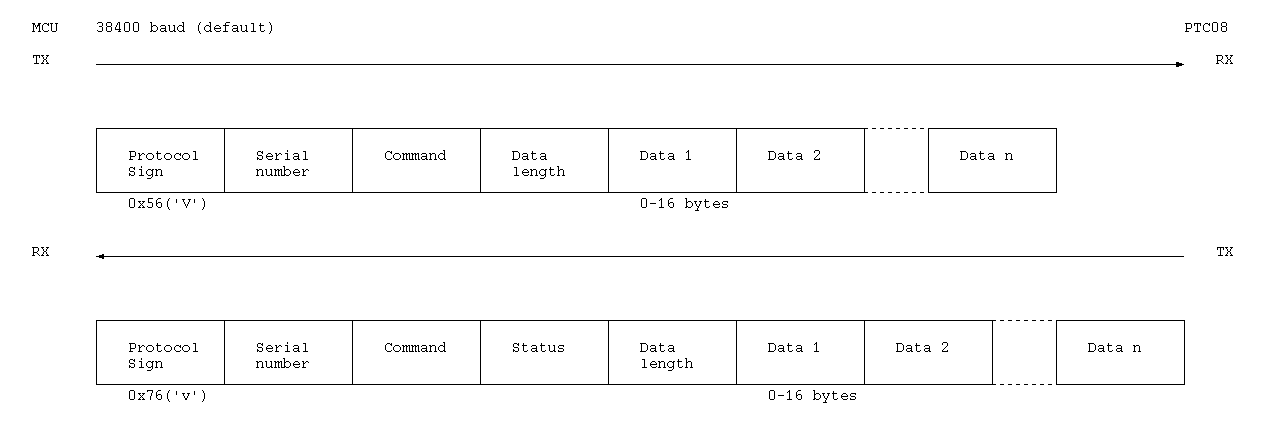 MCU 38400 baud (default) PTC08
TX RX
Protocol Sign Serial number Command Data length Data 1 Data 2 Data n
0x56('V') 0-16 bytes
RX TX
Protocol Sign Serial number Command Status Data length Data 1 Data 2 Data n
0x76('v') 0-16 bytes